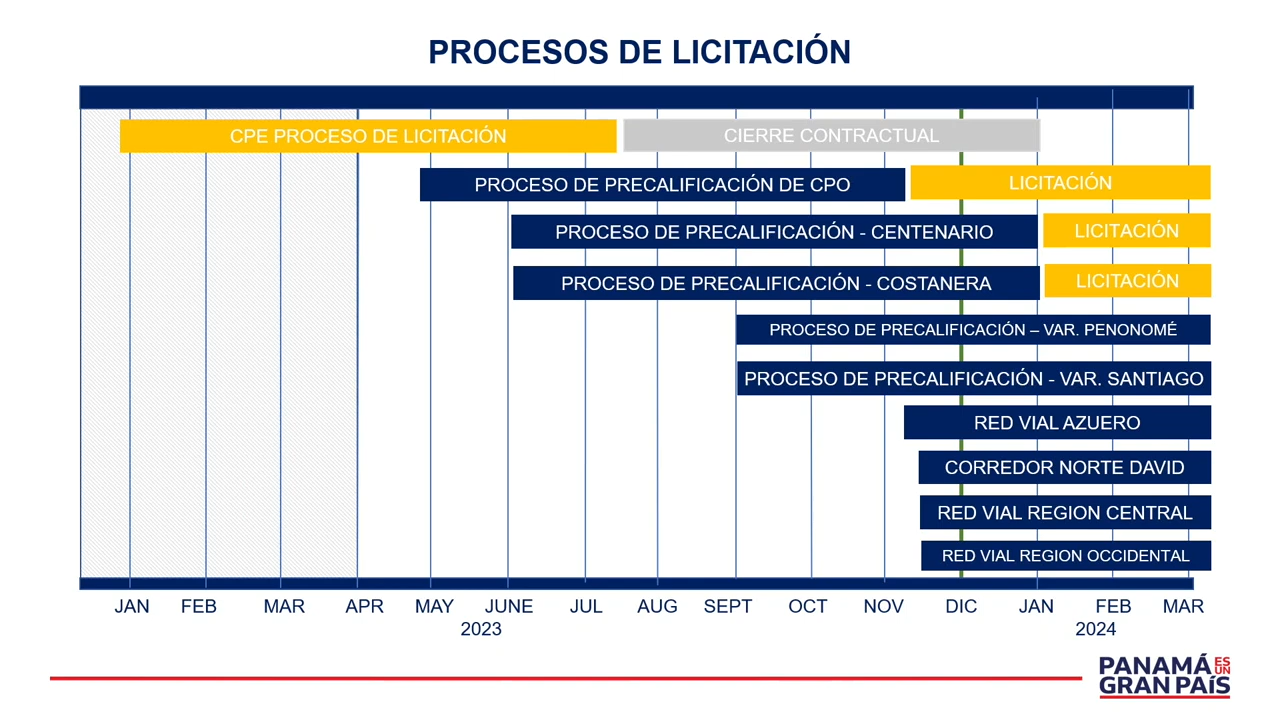 PROCESOS DE LICITACIÓN
CPE PROCESO DE LICITACIÓN
CIERRE CONTRACTUAL
PROCESO DE PRECALIFICACIÓN DE CPO
LICITACIÓN
PROCESO DE PRECALIFICACIÓN - CENTENARIO
LICITACIÓN
PROCESO DE PRECALIFICACIÓN - COSTANERA
LICITACIÓN
PROCESO DE PRECALIFICACIÓN – VAR. PENONOMÉ
PROCESO DE PRECALIFICACIÓN - VAR. SANTIAGO
RED VIAL AZUERO
CORREDOR NORTE DAVID
RED VIAL REGION CENTRAL
RED VIAL REGION OCCIDENTAL
JAN FEB MAR APR MAY JUNE JUL AUG SEPT OCT NOV DIC JAN FEB MAR
2023 2024
PANAMÁ ES UN
GRAN PAÍS